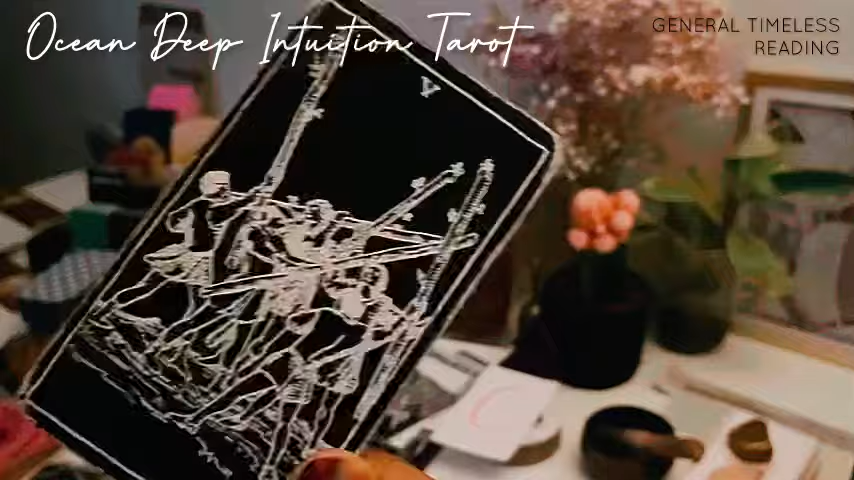 Ocean Deep Intuition Tarot
GENERAL TIMELESS
READING
V